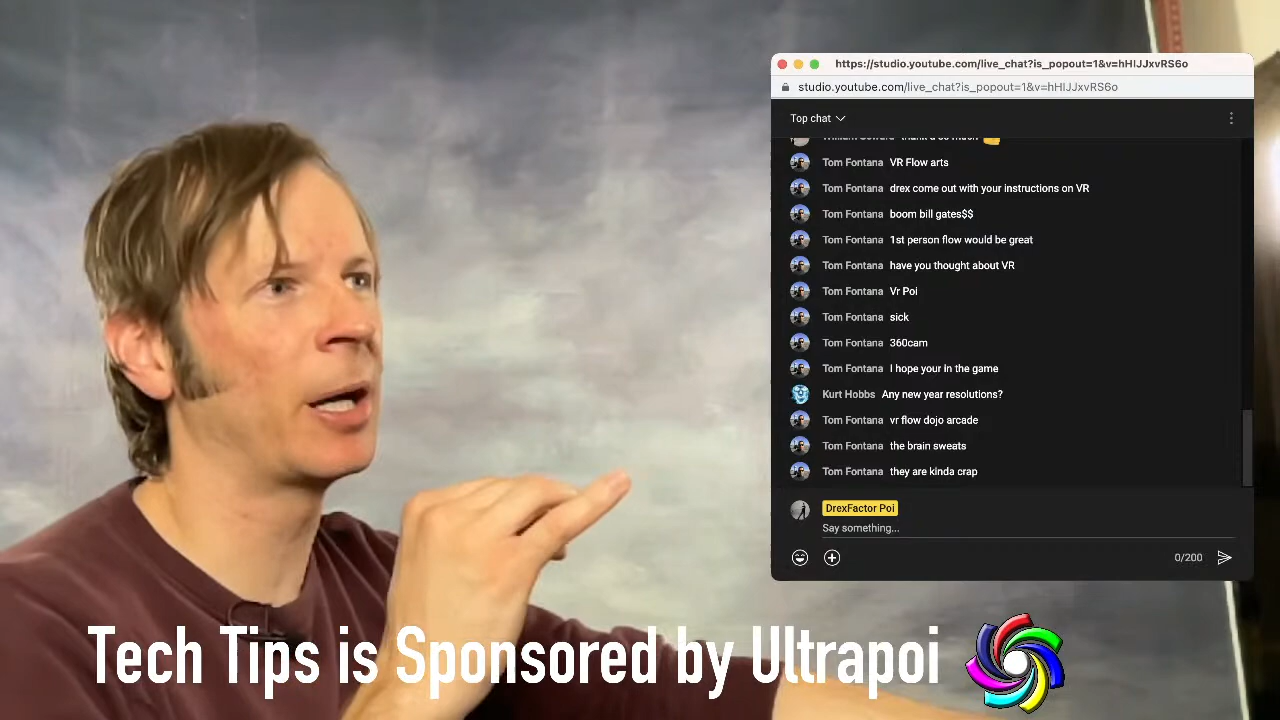 https://studio.youtube.com/live_chat?is_popout=1&v=hHIJJxvRS6o
studio.youtube.com/live_chat?is_popout=1&v=hHIJJxvRS6o
Top chat
Tom Fontana VR Flow arts
Tom Fontana drex come out with your instructions on VR
Tom Fontana boom bill gates$$
Tom Fontana 1st person flow would be great
Tom Fontana have you thought about VR
Tom Fontana Vr Poi
Tom Fontana sick
Tom Fontana 360cam
Tom Fontana I hope your in the game
Kurt Hobbs Any new year resolutions?
Tom Fontana vr flow dojo arcade
Tom Fontana the brain sweats
Tom Fontana they are kinda crap
DrexFactor Poi
Say something...
0/200
Tech Tips is Sponsored by Ultrapoi